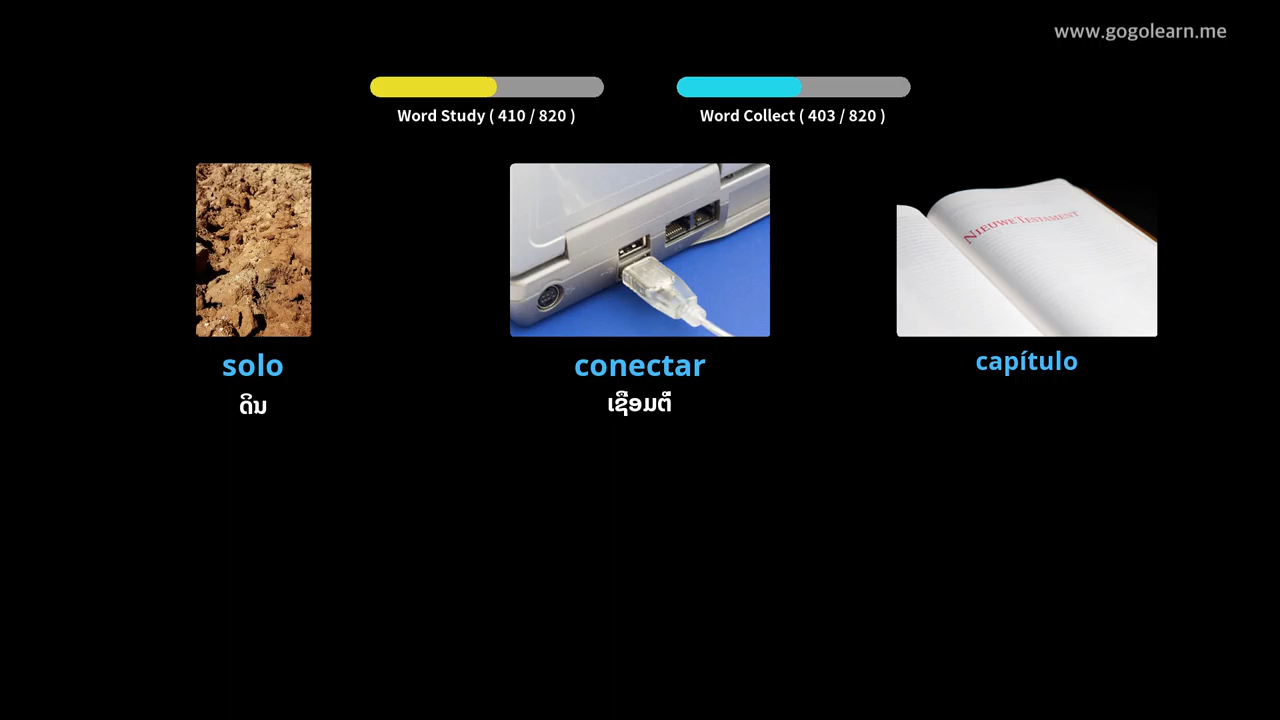 www.gogolearn.me
Word Study ( 410 / 820 )
Word Collect ( 403 / 820 )
NIEUWE TESTAMENT
solo
conectar
capítulo
ດິນ
ເຊື່ອມຕໍ່